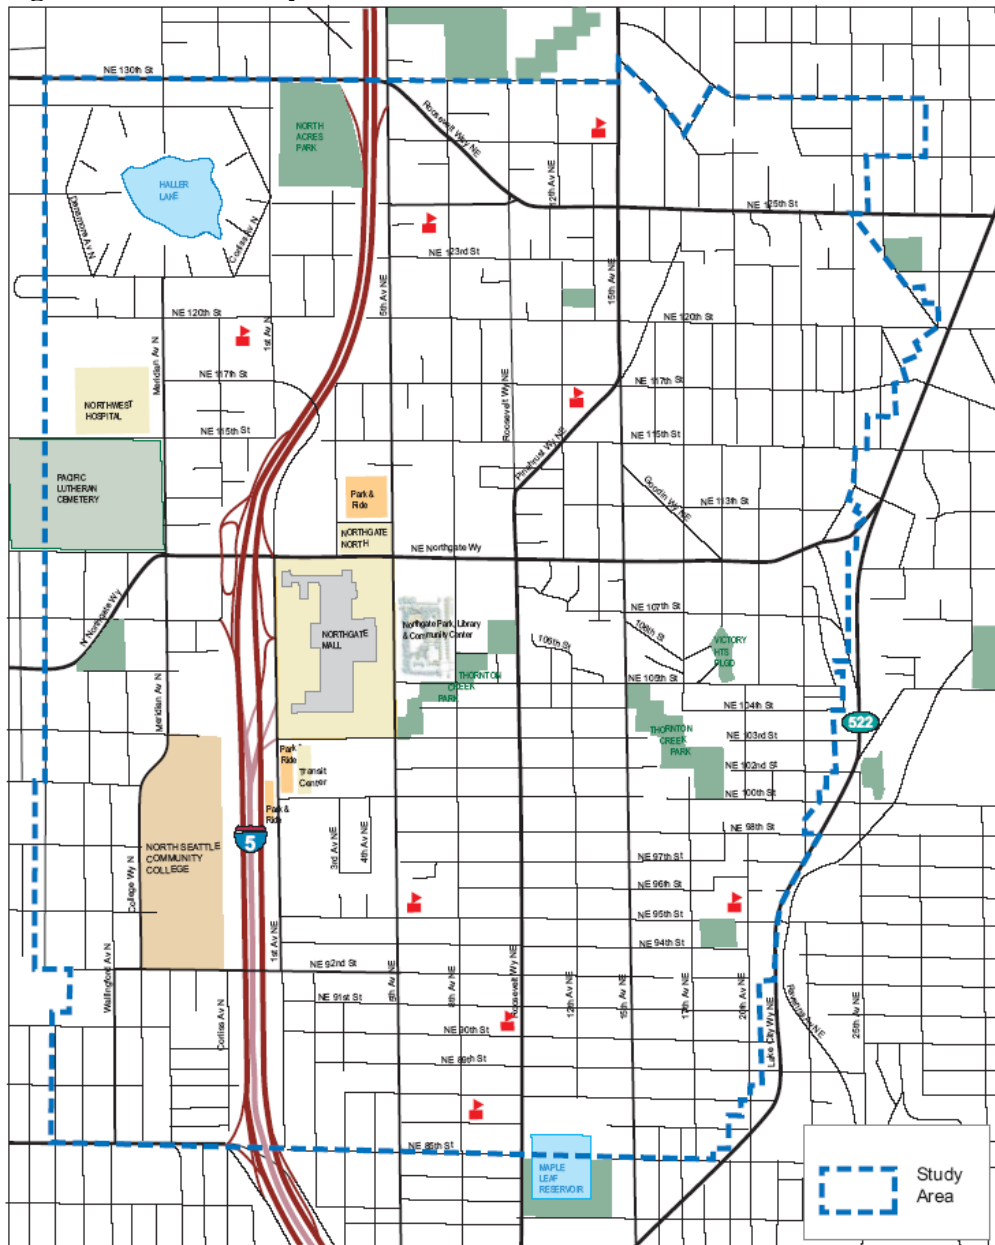 NE 130th St
Roosevelt Way NE
NORTH
ACRES
PARK
12th Av NE
HALLER
LAKE
Densmore Av N
Corliss Av N
NE 125th St
NE 123rd St
5th Av NE
15th Av NE
NE 120th St
NE 120th St
1st Av N
Meridian Av N
NE 117th St
NE 117th St
Roosevelt Wy NE
NORTHWEST
HOSPITAL
NE 115th St
NE 115th St
Pinehurst Wy NE
PACIFIC
LUTHERAN
CEMETERY
Park &
Ride
Goodin Wy NE
NE 113th St
NORTHGATE
NORTH
NE Northgate Wy
N Northgate Wy
NE 107th St
Northgate Park, Library
& Community Center
NORTHGATE
MALL
106th St
106th St
VICTORY
HTS
PLGD
THORNTON
CREEK
PARK
NE 105th St
Meridian Av N
NE 104th St
THORNTON
CREEK
PARK
522
NE 103rd St
Park &
Ride
Transit
Center
NE 102nd St
NE 100th St
Park &
Ride
NE 98th St
5
NORTH SEATTLE
COMMUNITY
COLLEGE
3rd Av NE
4th Av NE
NE 97th St
College Wy N
NE 96th St
NE 95th St
1st Av NE
NE 94th St
NE 92nd St
Wallingford Av N
5th Av NE
8th Av NE
Roosevelt Wy NE
12th Av NE
15th Av NE
17th Av NE
20th Av NE
Lake City Wy NE
Ravenna Av NE
25th Av NE
NE 91st St
Corliss Av N
NE 90th St
NE 89th St
NE 85th St
MAPLE
LEAF
RESERVOIR
Study
Area